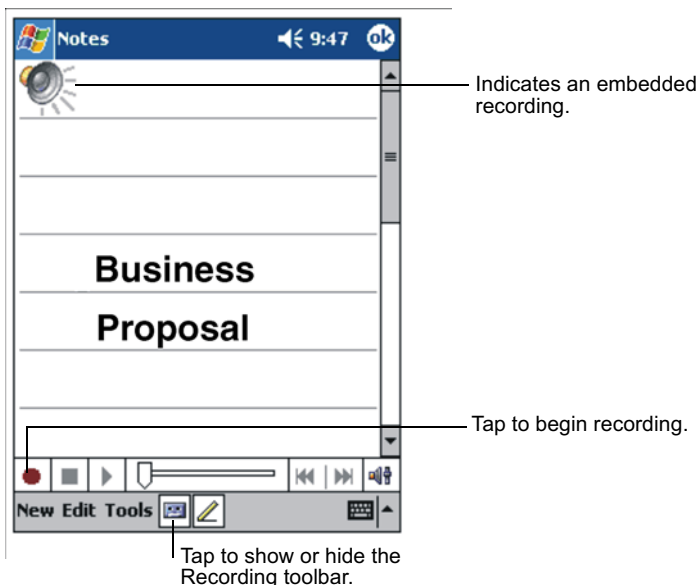 Notes 9:47 ok
Indicates an embedded
recording.
Business
Proposal
Tap to begin recording.
New Edit Tools
Tap to show or hide the
Recording toolbar.